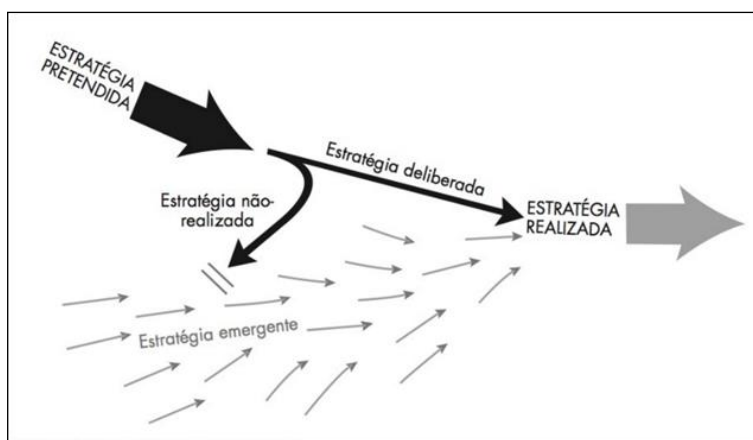 ESTRATÉGIA
PRETENDIDA
Estratégia deliberada
Estratégia não-
realizada
ESTRATÉGIA
REALIZADA
Estratégia emergente